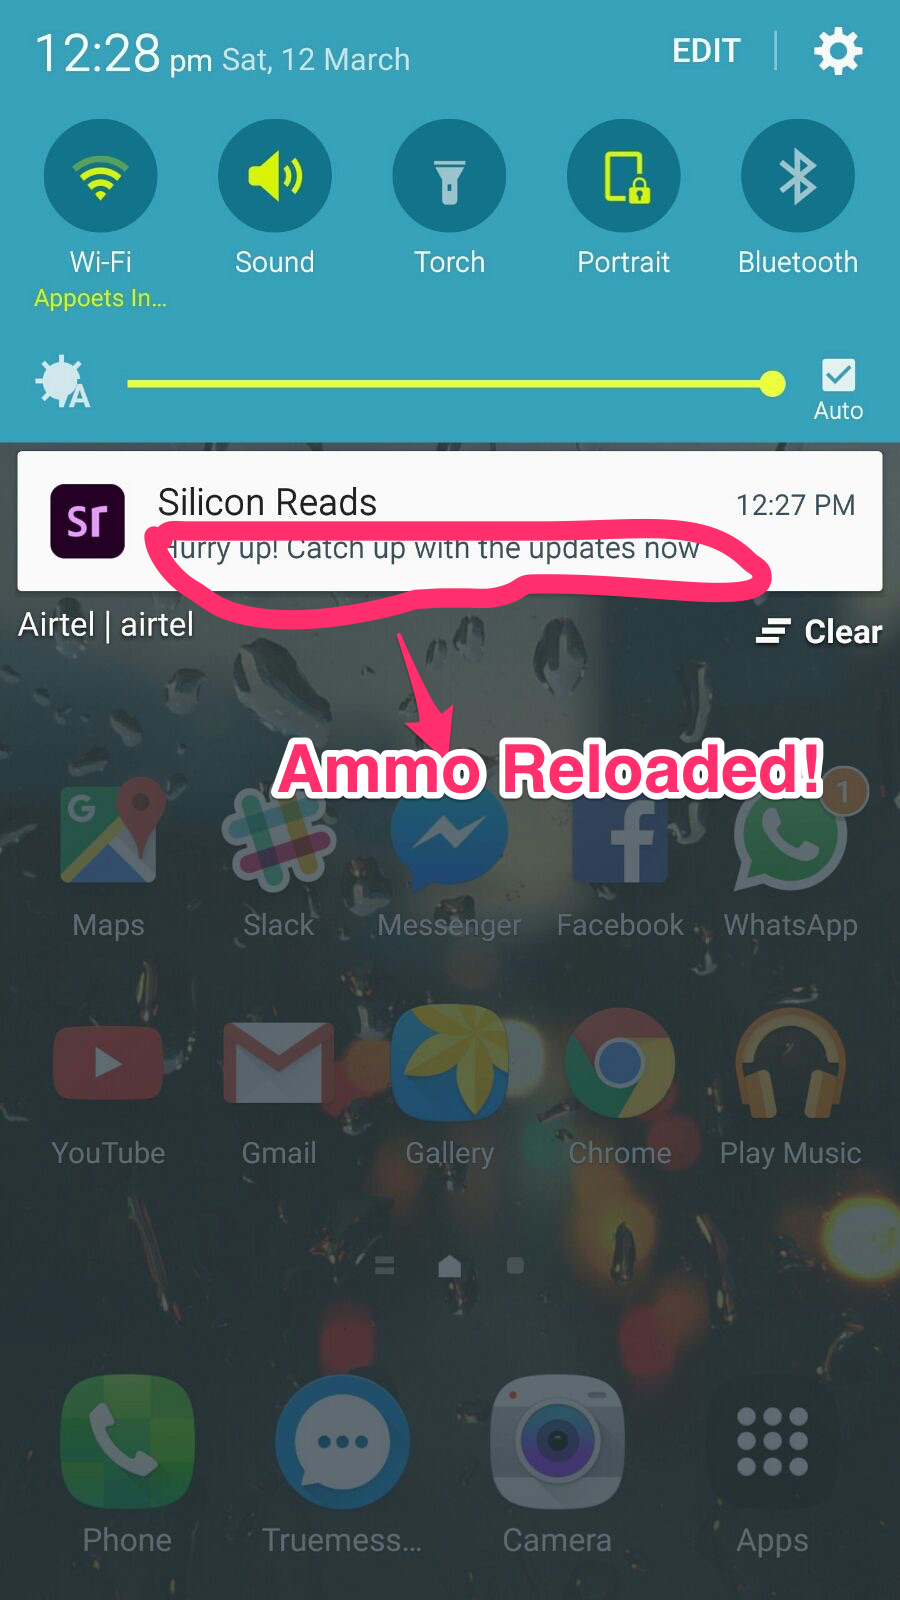 12:28 pm Sat, 12 March EDIT
Wi-Fi Sound Torch Portrait Bluetooth
Appoets In...
A
Auto
sr Silicon Reads 12:27 PM
Hurry up! Catch up with the updates now
Airtel | airtel Clear
Ammo Reloaded!
G f 1
Maps Slack Messenger Facebook WhatsApp
YouTube Gmail Gallery Chrome Play Music
Phone Truemess... Camera Apps